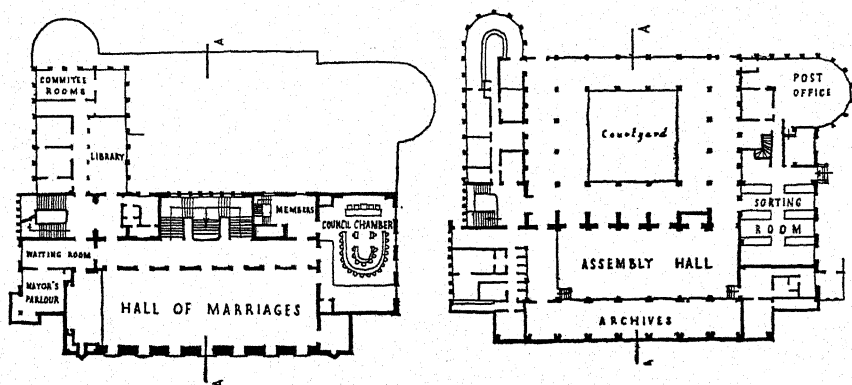 A
COMMITEE
ROOMS
LIBRARY
MEMBERS
COUNCIL CHAMBER
WAITING ROOM
MAYOR'S
PARLOUR
HALL OF MARRIAGES
A
A
POST
OFFICE
Courtyard
SORTING
ROOM
ASSEMBLY HALL
ARCHIVES
A